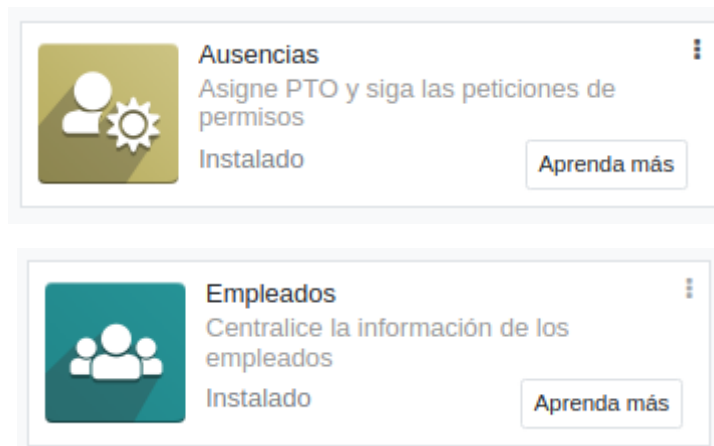 Ausencias
Asigne PTO y siga las peticiones de
permisos
Instalado
Aprenda más
Empleados
Centralice la información de los
empleados
Instalado
Aprenda más